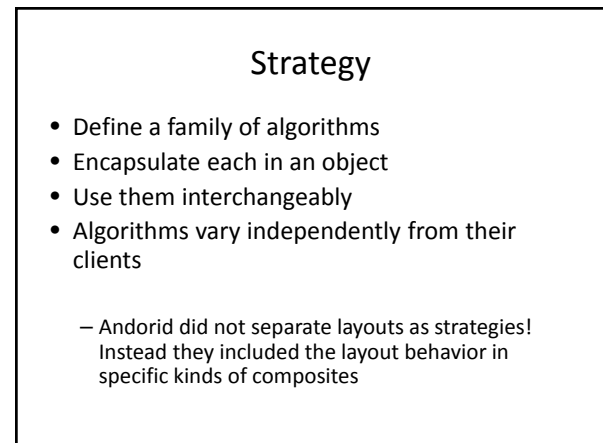 Strategy
• Define a family of algorithms
• Encapsulate each in an object
• Use them interchangeably
• Algorithms vary independently from their
clients
– Andorid did not separate layouts as strategies!
Instead they included the layout behavior in
specific kinds of composites